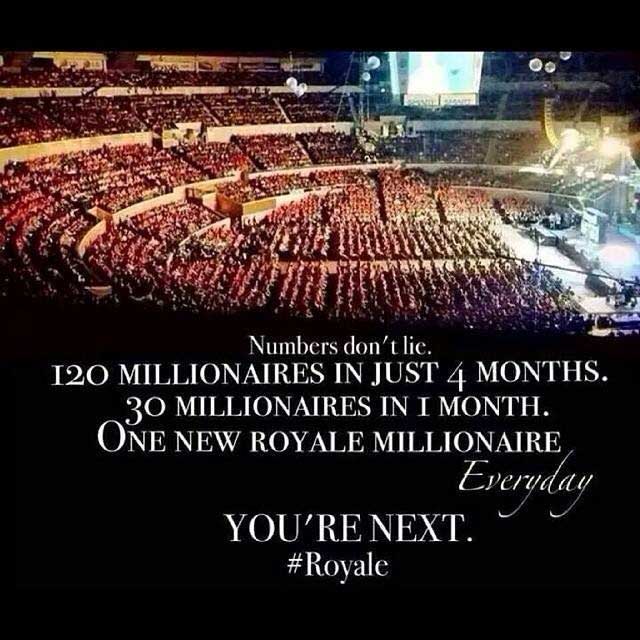 Numbers don't lie.
120 MILLIONAIRES IN JUST 4 MONTHS.
30 MILLIONAIRES IN 1 MONTH.
ONE NEW ROYALE MILLIONAIRE
Everyday
YOU'RE NEXT.
#Royale